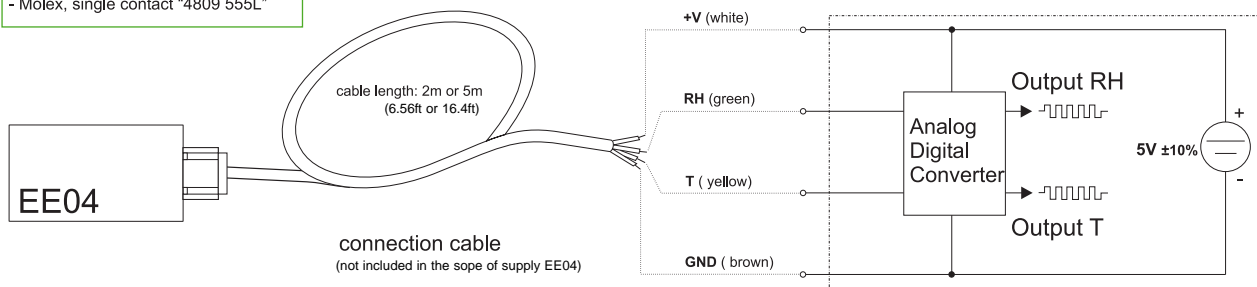 - Molex, single contact "4809 555L"
+V (white)
cable length: 2m or 5m
(6.56ft or 16.4ft)
RH (green)
Output RH
Analog
Digital
Converter
+
5V ±10%
-
EE04
T ( yellow)
Output T
connection cable
(not included in the sope of supply EE04)
GND ( brown)